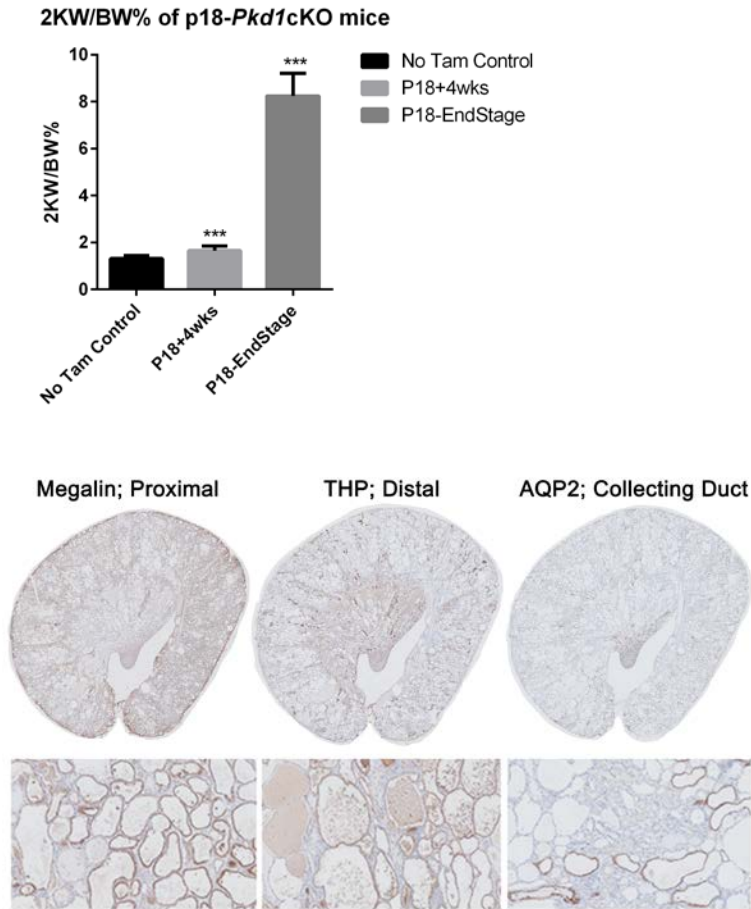 2KW/BW% of p18-Pkd1cKO mice
2KW/BW%
10
8
6
4
2
0
***
***
No Tam Control
P18+4wks
P18-EndStage
No Tam Control
P18+4wks
P18-EndStage
Megalin; Proximal
THP; Distal
AQP2; Collecting Duct